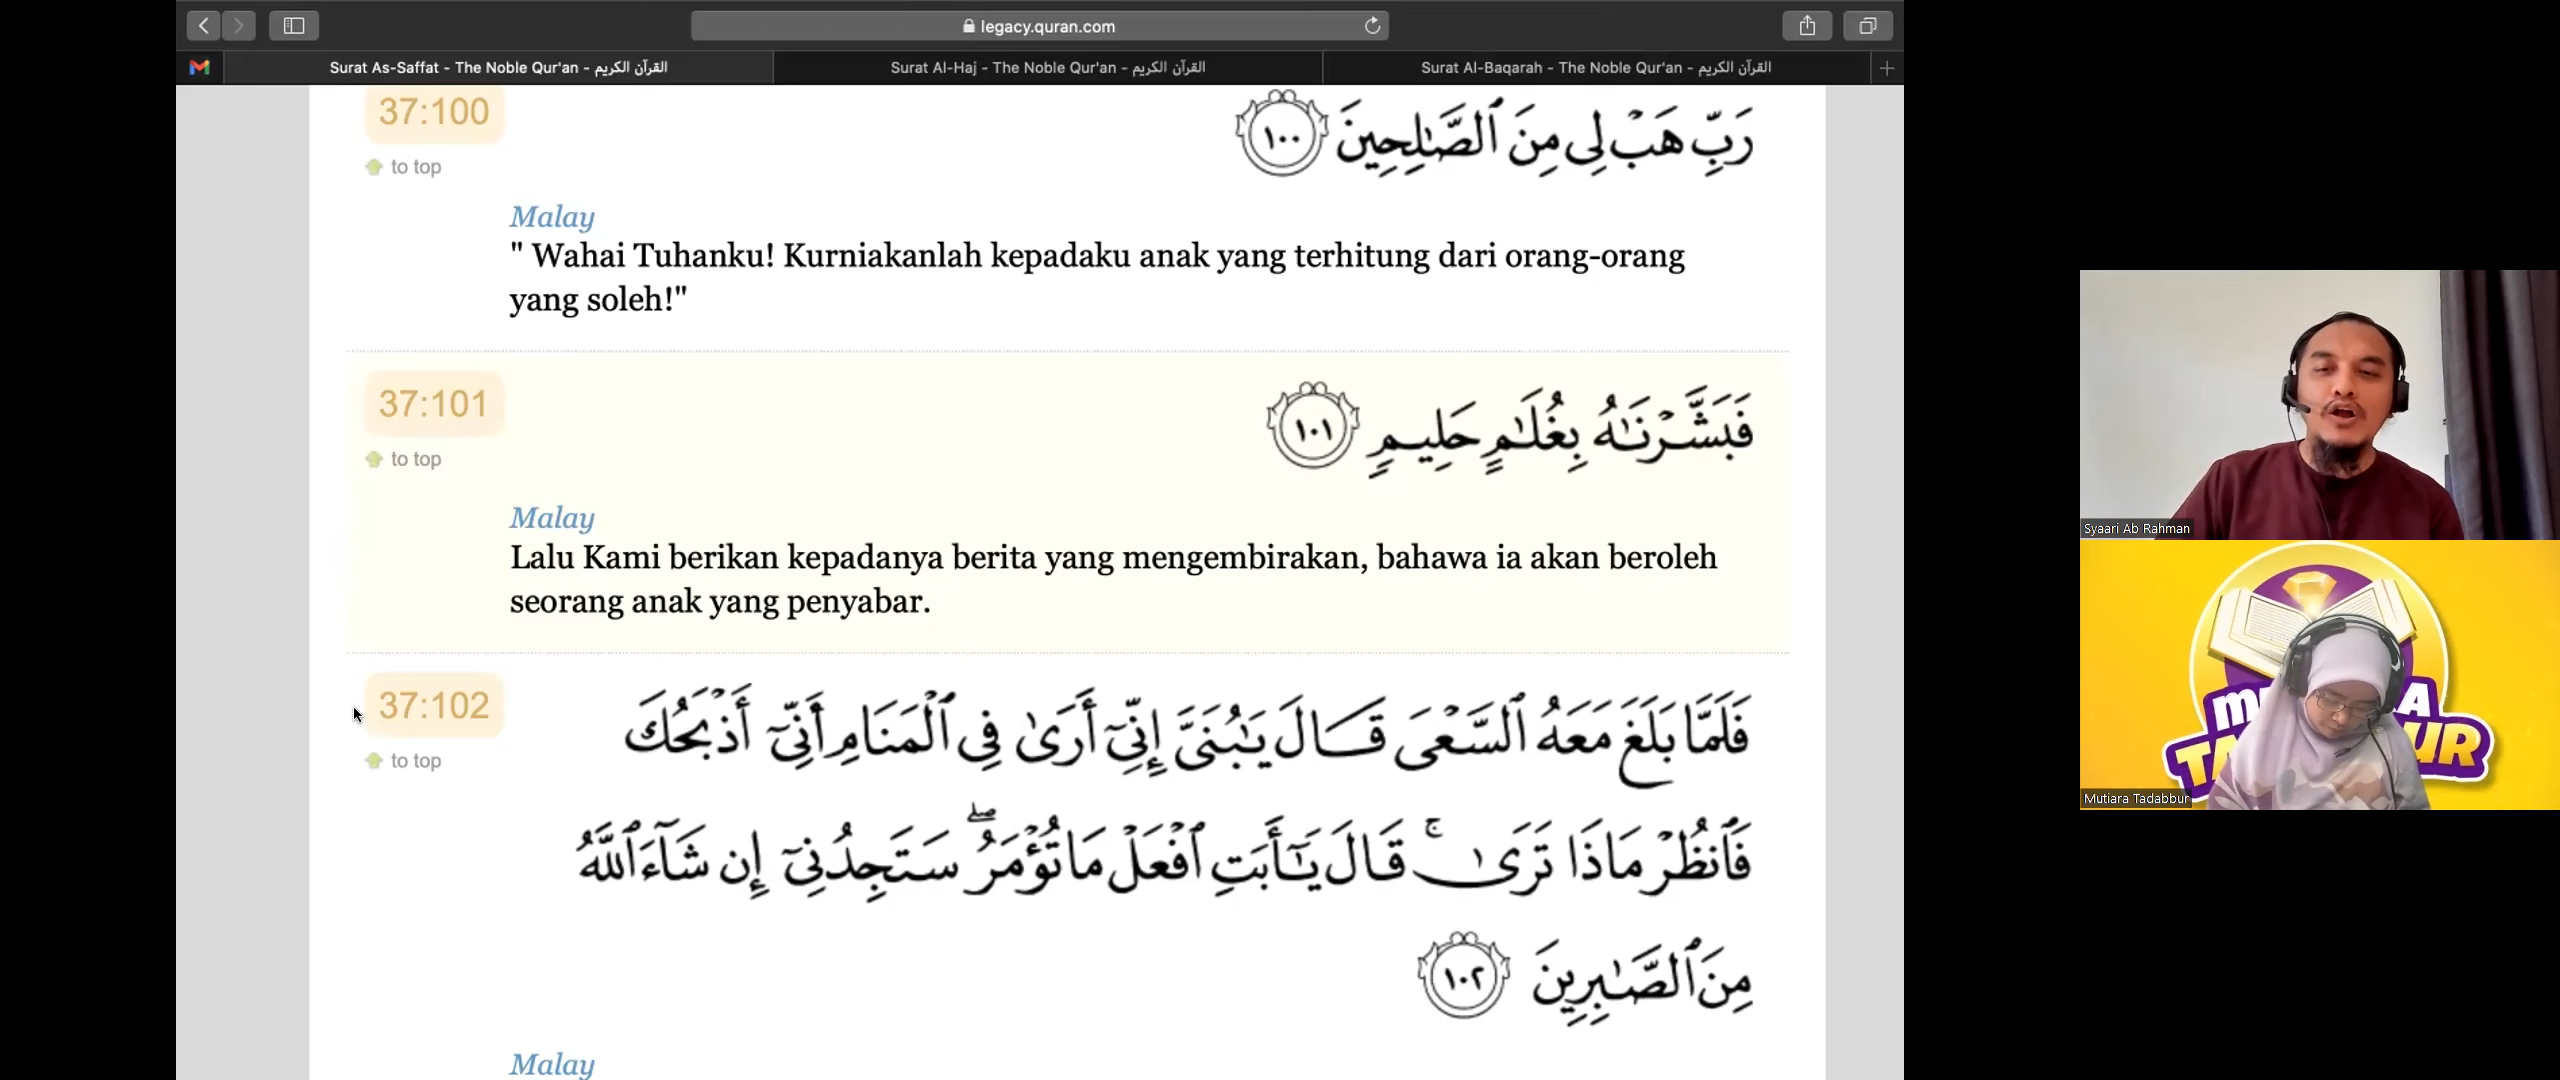 legacy.quran.com
Surat As-Saffat - The Noble Qur'an - القرآن الكريم
Surat Al-Haj - The Noble Qur'an - القرآن الكريم
Surat Al-Baqarah - The Noble Qur'an - القرآن الكريم
37:100
رَبِّ هَبْ لِى مِنَ ٱلصَّـٰلِحِينَ ١٠٠
to top
Malay
" Wahai Tuhanku! Kurniakanlah kepadaku anak yang terhitung dari orang-orang
yang soleh!"
37:101
فَبَشَّرْنَـٰهُ بِغُلَـٰمٍ حَلِيمٍ ١٠١
to top
Malay
Lalu Kami berikan kepadanya berita yang mengembirakan, bahawa ia akan beroleh
seorang anak yang penyabar.
37:102
فَلَمَّا بَلَغَ مَعَهُ ٱلسَّعْىَ قَالَ يَـٰبُنَىَّ إِنِّىٓ أَرَىٰ فِى ٱلْمَنَامِ أَنِّىٓ أَذْبَحُكَ
to top
فَٱنظُرْ مَاذَا تَرَىٰ ۚ قَالَ يَـٰٓأَبَتِ ٱفْعَلْ مَا تُؤْمَرُ ۖ سَتَجِدُنِىٓ إِن شَآءَ ٱللَّهُ
مِنَ ٱلصَّـٰبِرِينَ ١٠٢
Malay
Syaari Ab Rahman
Mutiara Tadabbur